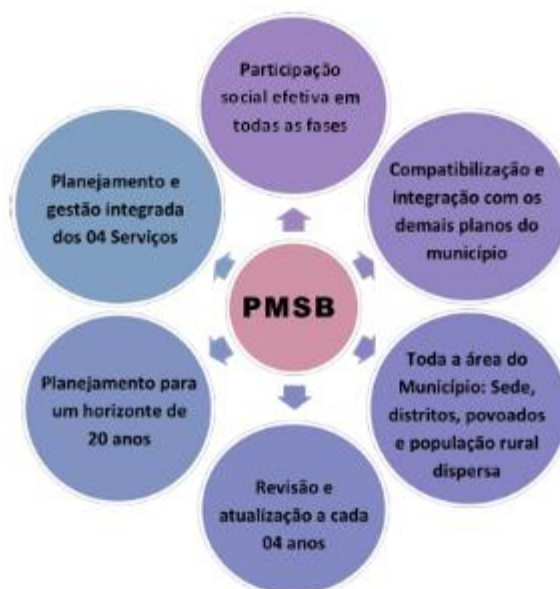 Participação
social efetiva em
todas as fases
Compatibilização e
integração com os
demais planos do
município
Toda a área do
Município: Sede,
distritos, povoados
e população rural
dispersa
Revisão e
atualização a cada
04 anos
Planejamento para
um horizonte de
20 anos
Planejamento e
gestão integrada
dos 04 Serviços
PMSB